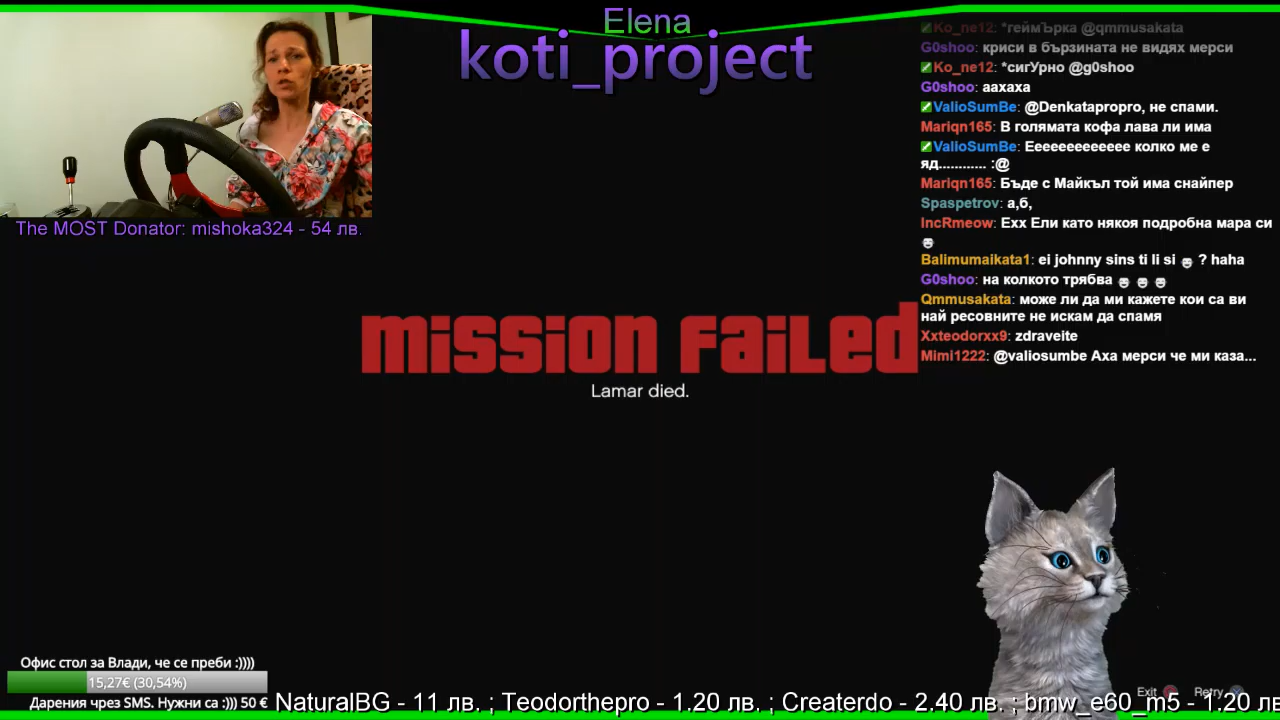 Elena
koti_project
The MOST Donator: mishoka324 - 54 лв.
Ko_ne12: *геймЪрка @qmmusakata
G0shoo: криси в бързината не видях мерси
Ko_ne12: *сигУрно @g0shoo
G0shoo: аахаха
ValioSumBe: @Denkatapropro, не спами.
Mariqn165: В голямата кофа лава ли има
ValioSumBe: Еееееееееееее колко ме е
яд............ :@
Mariqn165: Бъде с Майкъл той има снайпер
Spaspetrov: а,б,
IncRmeow: Ехх Ели като някоя подробна мара си
Balimumaikata1: ei johnny sins ti li si ? haha
G0shoo: на колкото трябва
Qmmusakata: може ли да ми кажете кои са ви
най ресовните не искам да спамя
Xxteodorxx9: zdraveite
Mimi1222: @valiosumbe Аха мерси че ми каза...
mission failed
Lamar died.
Офис стол за Влади, че се преби :))))
15,27€ (30,54%)
Дарения чрез SMS. Нужни са :))) 50 €
Exit Retry
NaturalBG - 11 лв. ; Teodorthepro - 1.20 лв. ; Createrdo - 2.40 лв. ; bmw_e60_m5 - 1.20 лв